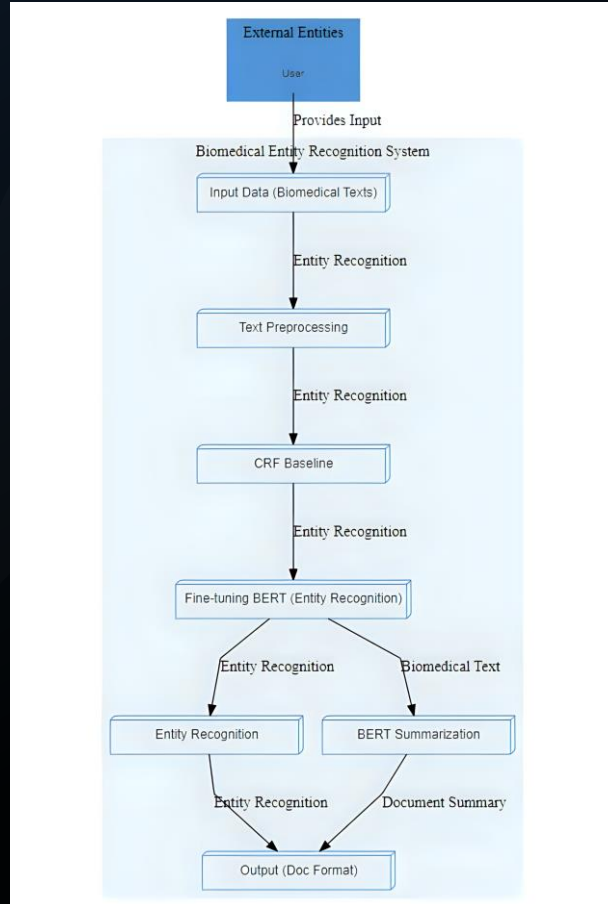 External Entities
User
Provides Input
Biomedical Entity Recognition System
Input Data (Biomedical Texts)
Entity Recognition
Text Preprocessing
Entity Recognition
CRF Baseline
Entity Recognition
Fine-tuning BERT (Entity Recognition)
Entity Recognition
Biomedical Text
Entity Recognition
BERT Summarization
Entity Recognition
Document Summary
Output (Doc Format)